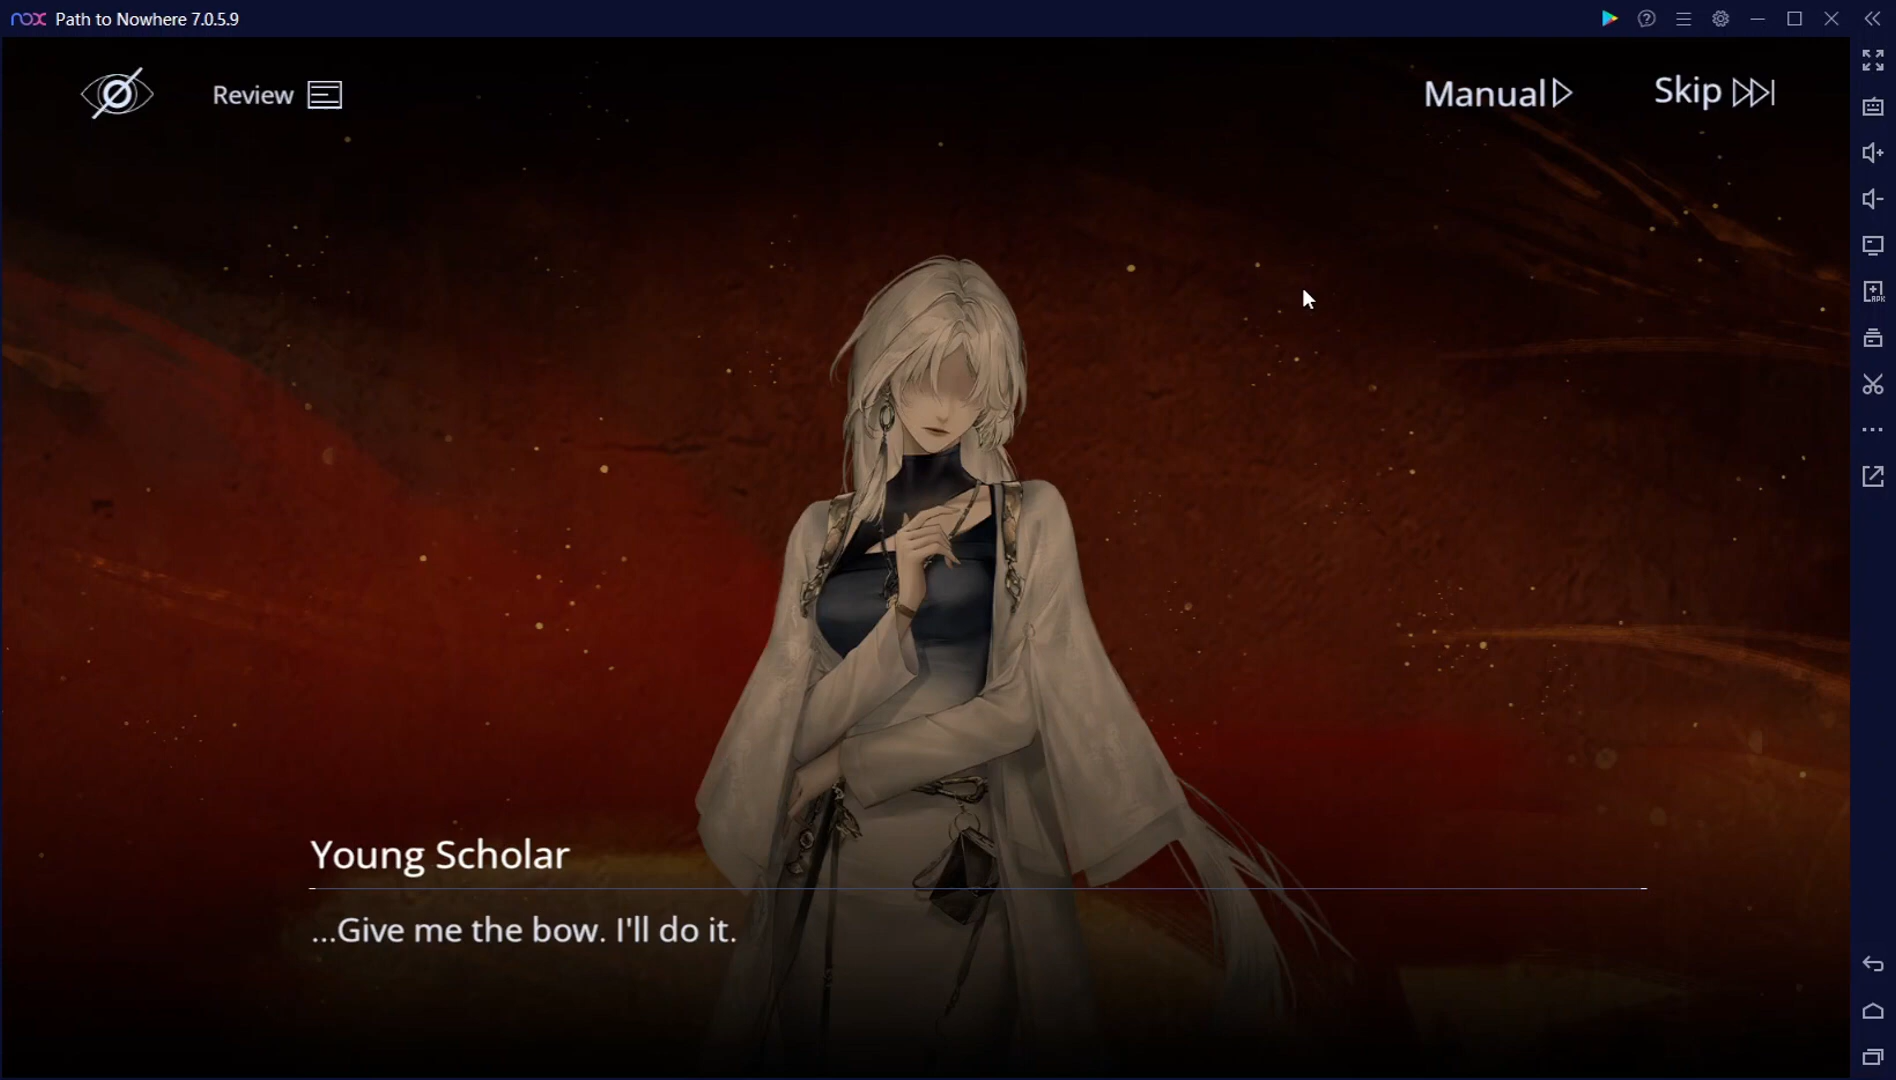 nox Path to Nowhere 7.0.5.9
Review
Manual
Skip
Young Scholar
...Give me the bow. I'll do it.